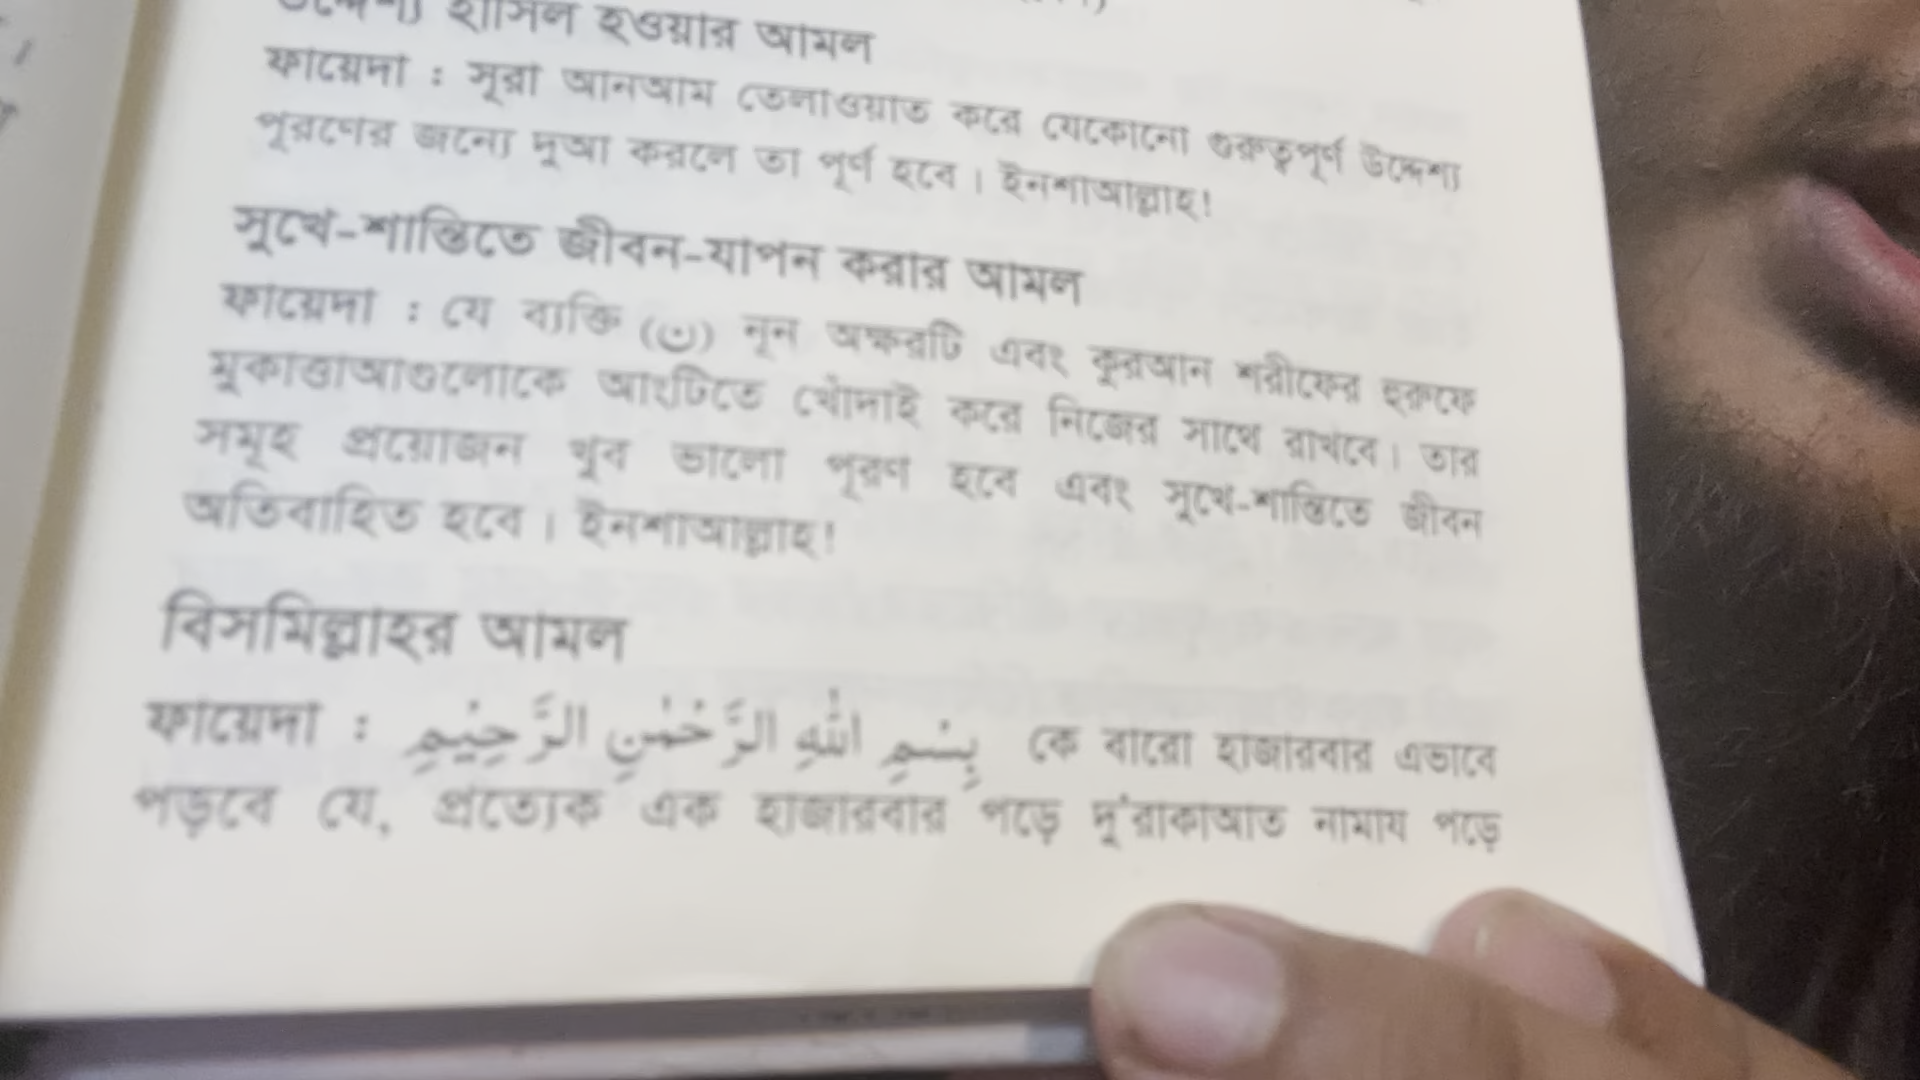 উদ্দেশ্য হাসিল হওয়ার আমল
ফায়েদা : সূরা আনআম তেলাওয়াত করে যেকোনো গুরুত্বপূর্ণ উদ্দেশ্য
পূরণের জন্যে দুআ করলে তা পূর্ণ হবে। ইনশাআল্লাহ!
সুখে-শান্তিতে জীবন-যাপন করার আমল
ফায়েদা : যে ব্যক্তি (ن) নূন অক্ষরটি এবং কুরআন শরীফের হুরুফে
মুকাত্তাআগুলোকে আংটিতে খোঁদাই করে নিজের সাথে রাখবে। তার
সমূহ প্রয়োজন খুব ভালো পূরণ হবে এবং সুখে-শান্তিতে জীবন
অতিবাহিত হবে। ইনশাআল্লাহ!
বিসমিল্লাহর আমল
ফায়েদা : بِسْمِ اللّٰهِ الرَّحْمٰنِ الرَّحِيْمِ কে বারো হাজারবার এভাবে
পড়বে যে, প্রত্যেক এক হাজারবার পড়ে দু'রাকাআত নামায পড়ে